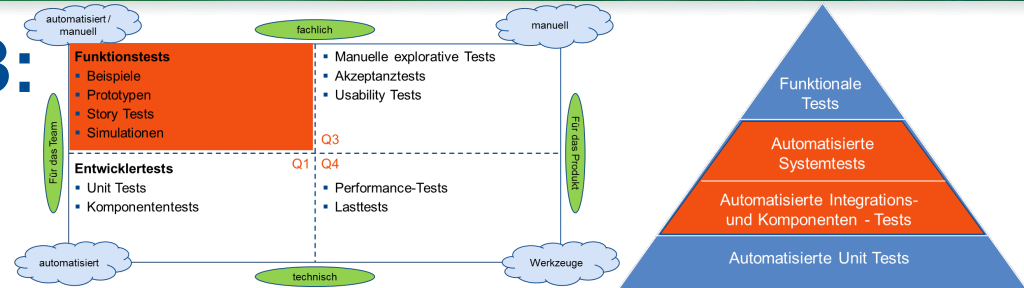 automatisiert /
manuell
fachlich
manuell
3:
Funktionstests
Beispiele
Prototypen
Story Tests
Simulationen
Manuelle explorative Tests
Akzeptanztests
Usability Tests
Q3
Für das Team
Für das Produkt
Q1
Q4
Entwicklertests
Unit Tests
Komponententests
Performance-Tests
Lasttests
automatisiert
technisch
Werkzeuge
Funktionale
Tests
Automatisierte
Systemtests
Automatisierte Integrations-
und Komponenten - Tests
Automatisierte Unit Tests